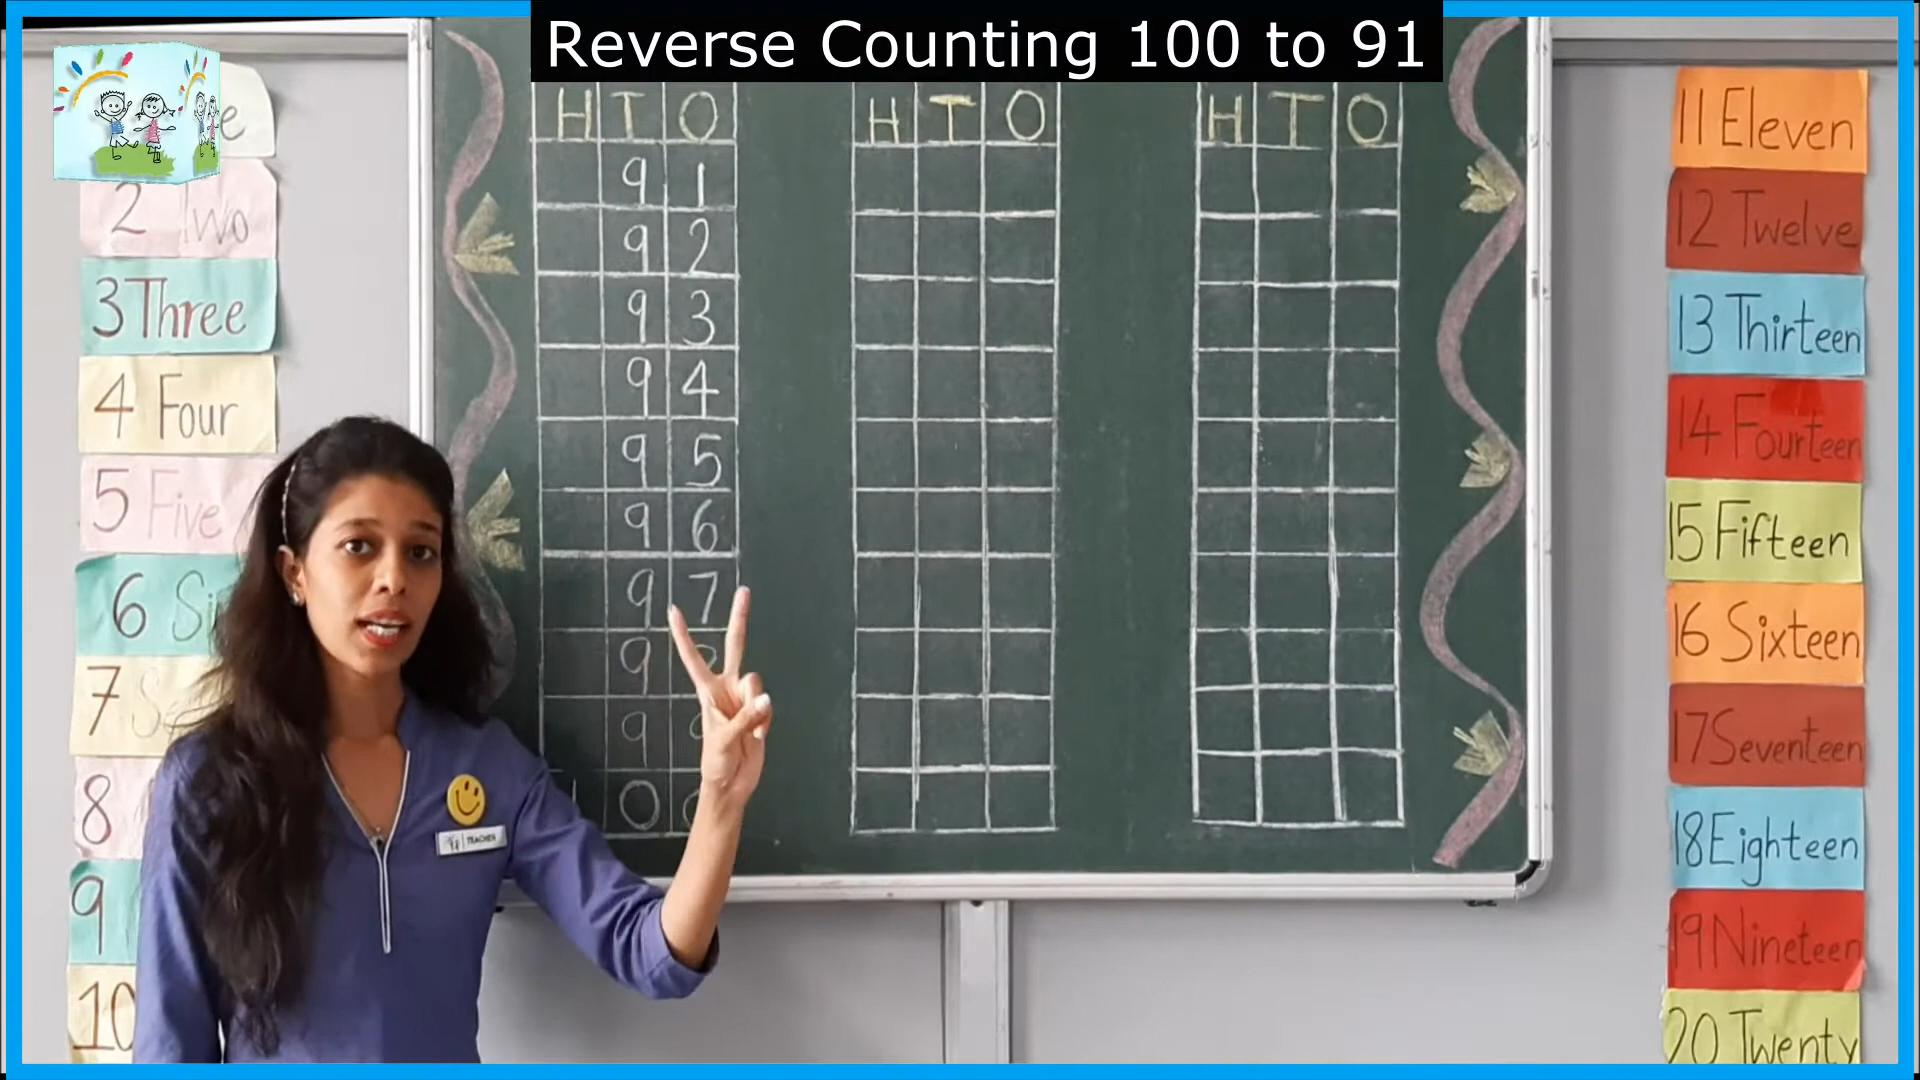 Reverse Counting 100 to 91
2 Two
3 Three
4 Four
5 Five
6
7
8
9
10
H T O
9 1
9 2
9 3
9 4
9 5
9 6
9 7
9
9
0
H T O
H T O
TEACHER
11 Eleven
12 Twelve
13 Thirteen
14 Fourteen
15 Fifteen
16 Sixteen
17 Seventeen
18 Eighteen
19 Nineteen
20 Twenty